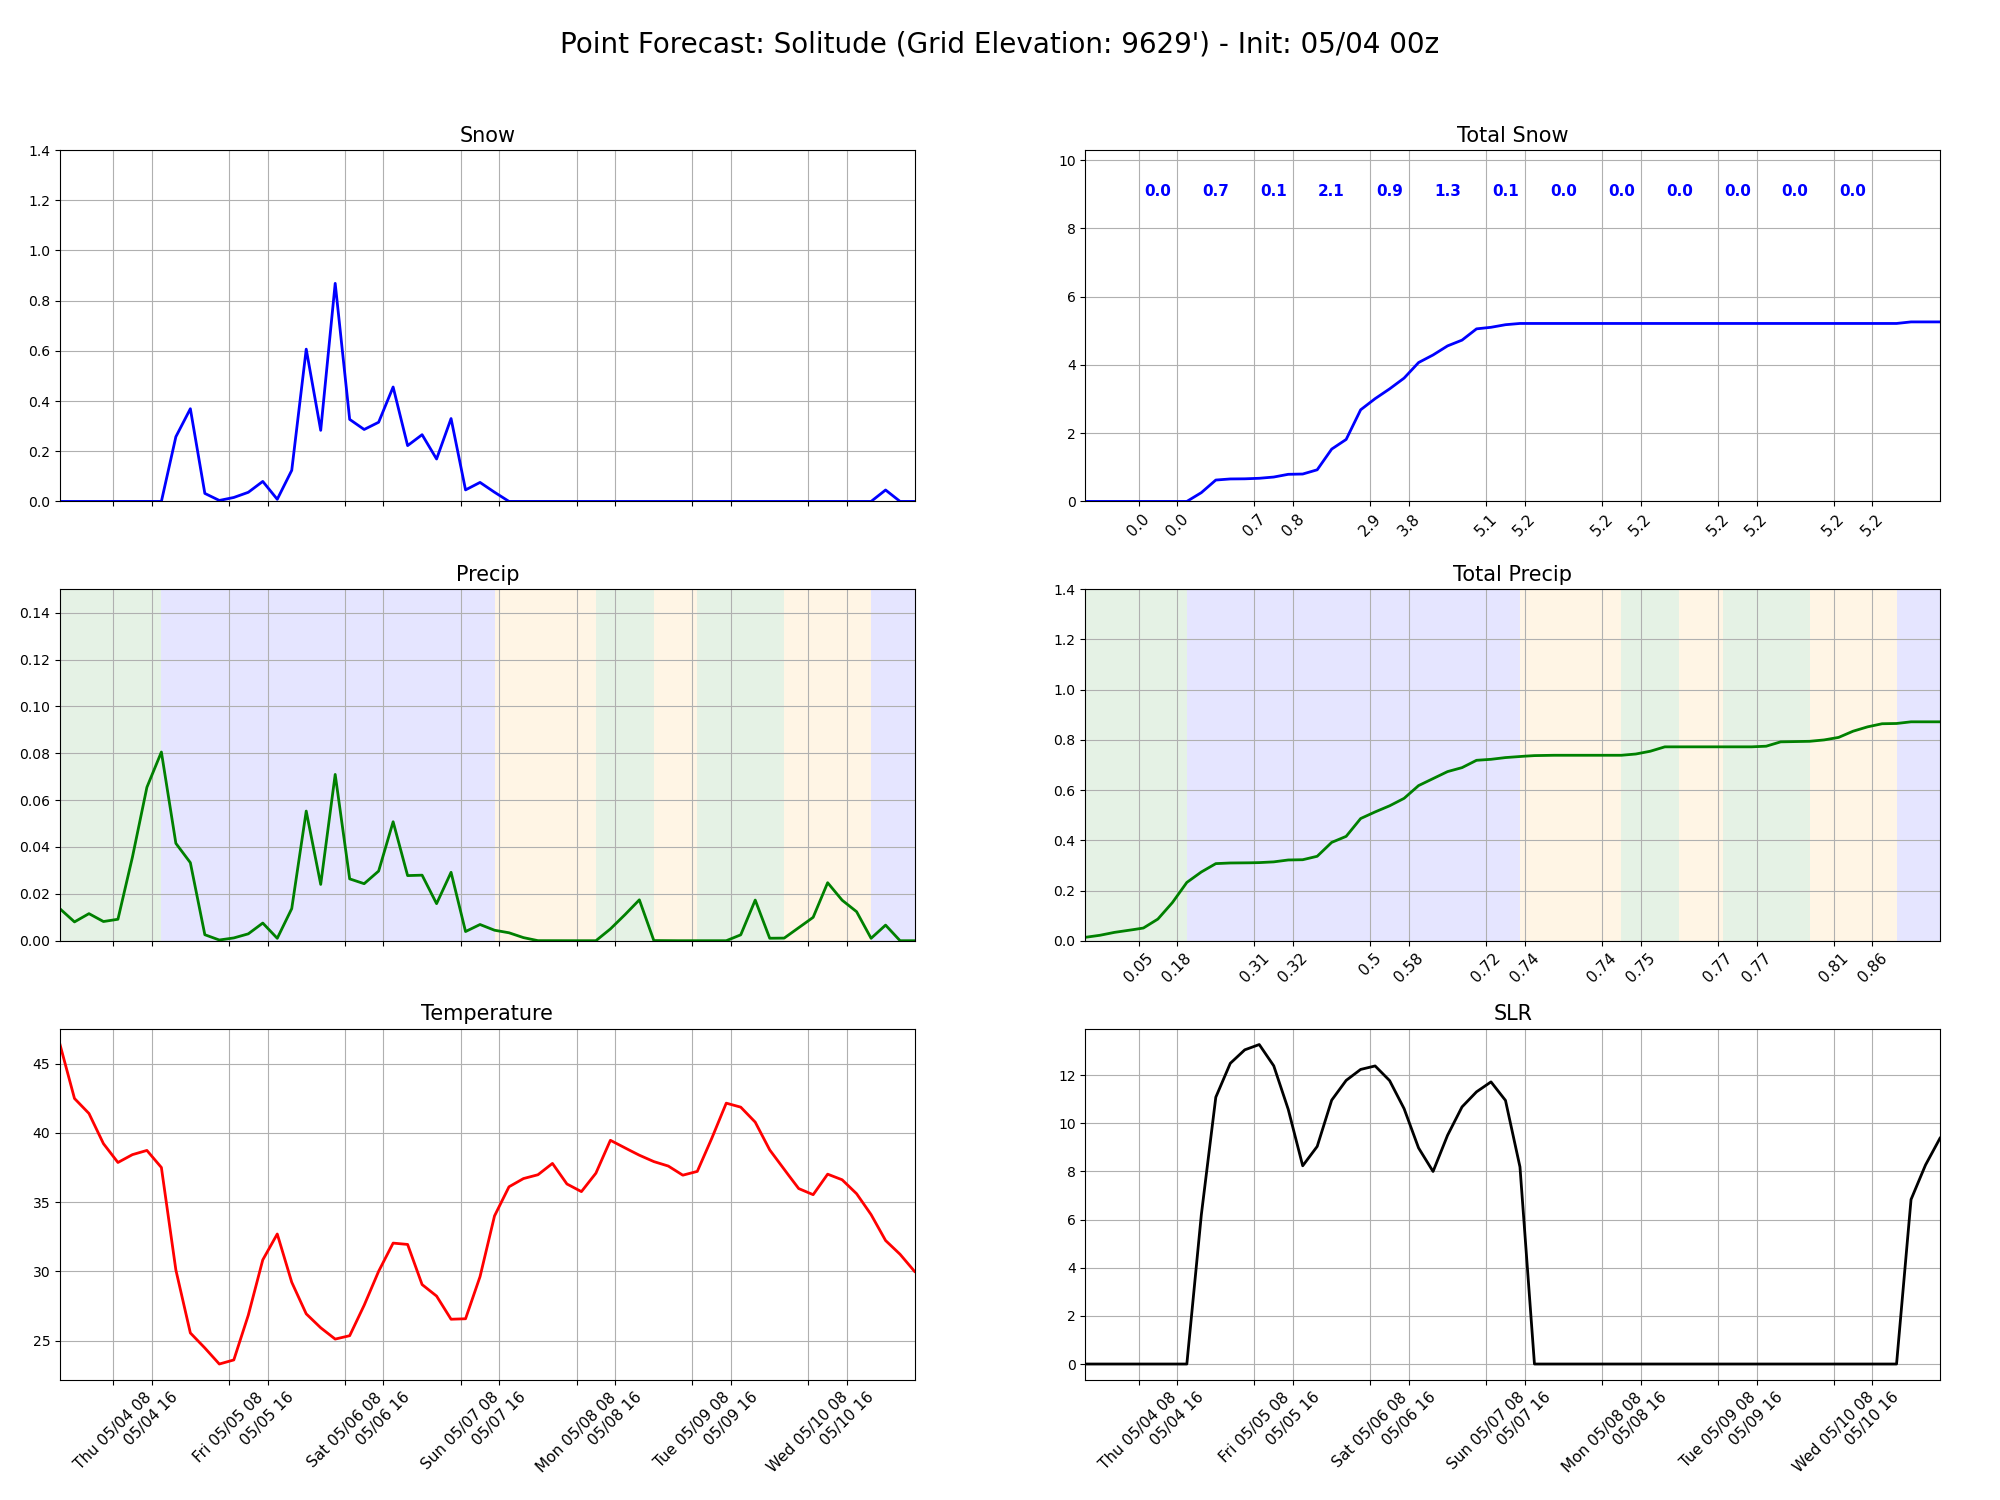 Point Forecast: Solitude (Grid Elevation: 9629') - Init: 05/04 00z
Snow
1.4
1.2
1.0
0.8
0.6
0.4
0.2
0.0
Total Snow
10
8
6
4
2
0
0.0 0.7 0.1 2.1 0.9 1.3 0.1 0.0 0.0 0.0 0.0 0.0 0.0
0.0 0.0 0.7 0.8 2.9 3.8 5.1 5.2 5.2 5.2 5.2 5.2 5.2 5.2
Precip
0.14
0.12
0.10
0.08
0.06
0.04
0.02
0.00
Total Precip
1.4
1.2
1.0
0.8
0.6
0.4
0.2
0.0
0.05 0.18 0.31 0.32 0.5 0.58 0.72 0.74 0.74 0.75 0.77 0.77 0.81 0.86
Temperature
45
40
35
30
25
Thu 05/04 08
05/04 16
Fri 05/05 08
05/05 16
Sat 05/06 08
05/06 16
Sun 05/07 08
05/07 16
Mon 05/08 08
05/08 16
Tue 05/09 08
05/09 16
Wed 05/10 08
05/10 16
SLR
12
10
8
6
4
2
0
Thu 05/04 08
05/04 16
Fri 05/05 08
05/05 16
Sat 05/06 08
05/06 16
Sun 05/07 08
05/07 16
Mon 05/08 08
05/08 16
Tue 05/09 08
05/09 16
Wed 05/10 08
05/10 16